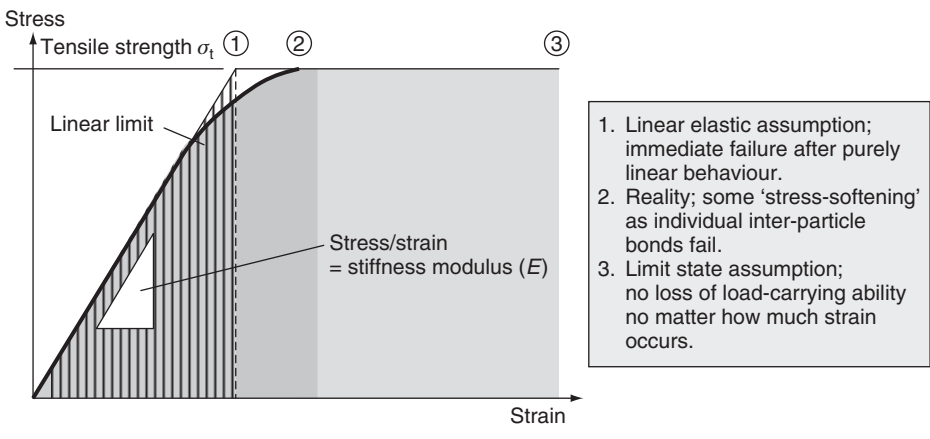 Stress
Tensile strength σt ① ② ③
Linear limit
Stress/strain
= stiffness modulus (E)
Strain
1. Linear elastic assumption;
immediate failure after purely
linear behaviour.
2. Reality; some ‘stress-softening’
as individual inter-particle
bonds fail.
3. Limit state assumption;
no loss of load-carrying ability
no matter how much strain
occurs.